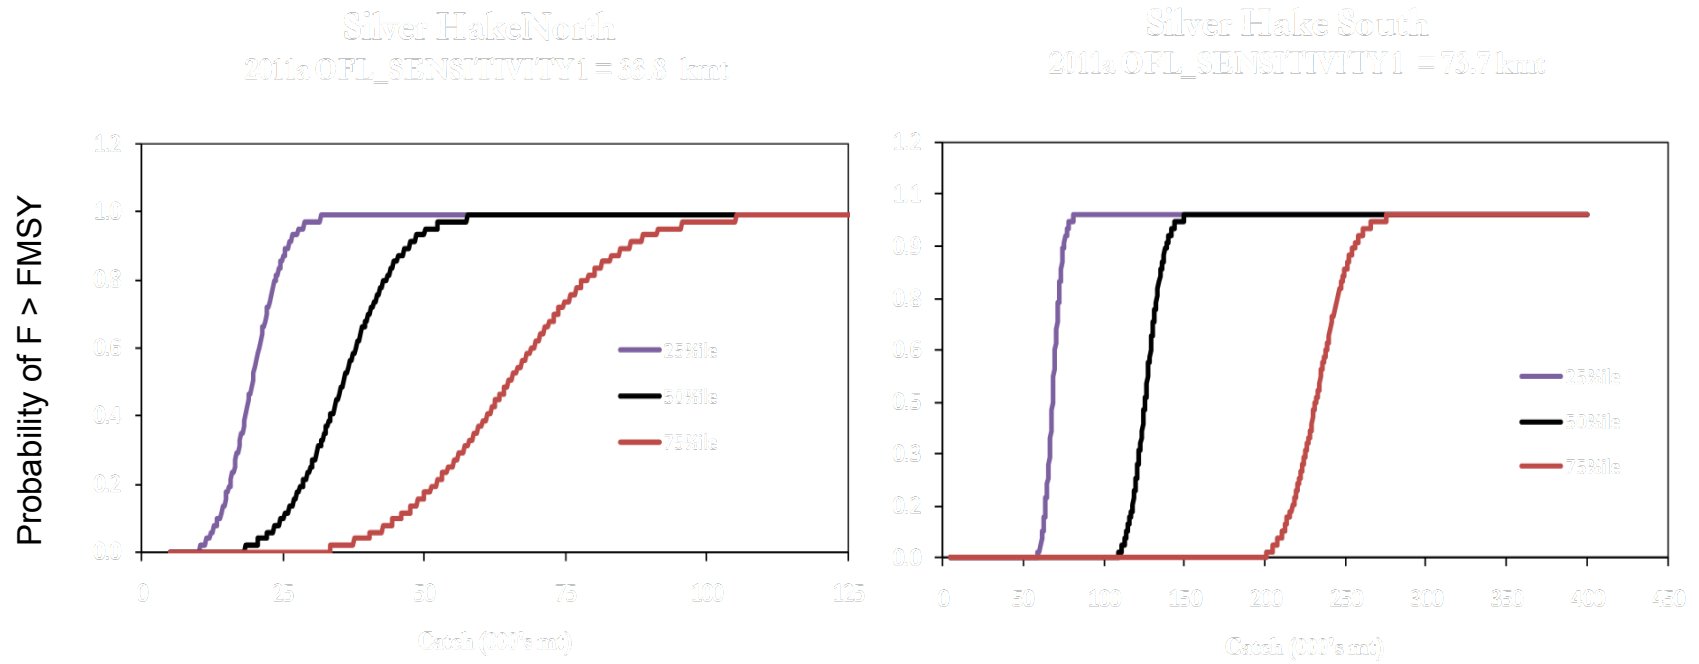 Silver HakeNorth
2011a OFL_SENSITIVITY1 = 33.8 kmt
Probability of F > FMSY
1.2
1.0
0.8
0.6
0.4
0.2
0.0
0 25 50 75 100 125
Catch (000's mt)
25%ile
50%ile
75%ile
Silver Hake South
2011a OFL_SENSITIVITY1 = 73.7 kmt
1.2
1.1
0.9
0.8
0.6
0.5
0.3
0.2
0.0
0 50 100 150 200 250 300 350 400 450
Catch (000's mt)
25%ile
50%ile
75%ile